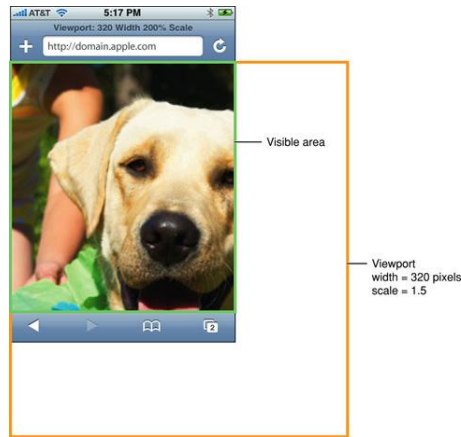 AT&T 5:17 PM
Viewport: 320 Width 200% Scale
http://domain.apple.com
Visible area
Viewport
width = 320 pixels
scale = 1.5
2